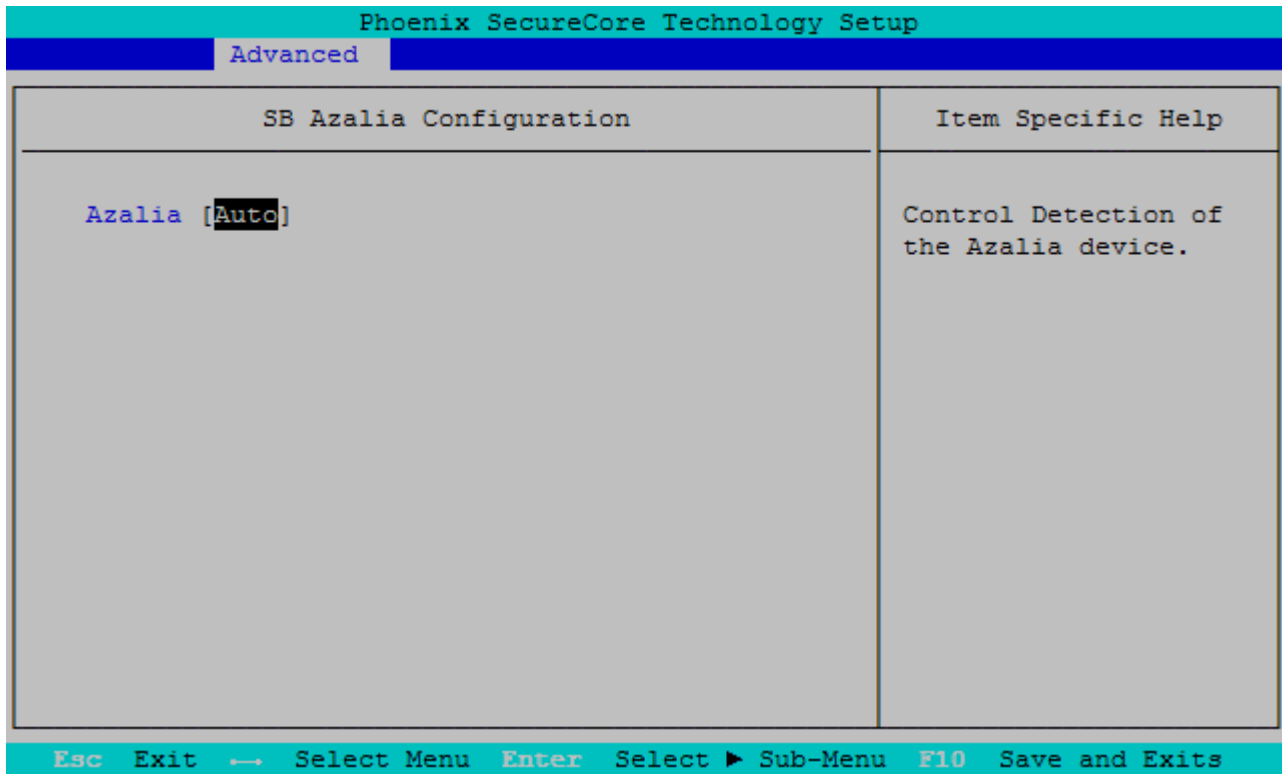 Phoenix SecureCore Technology Setup
Advanced
SB Azalia Configuration
Item Specific Help
Azalia [Auto]
Control Detection of
the Azalia device.
Esc Exit ←→ Select Menu Enter Select ▶ Sub-Menu F10 Save and Exits